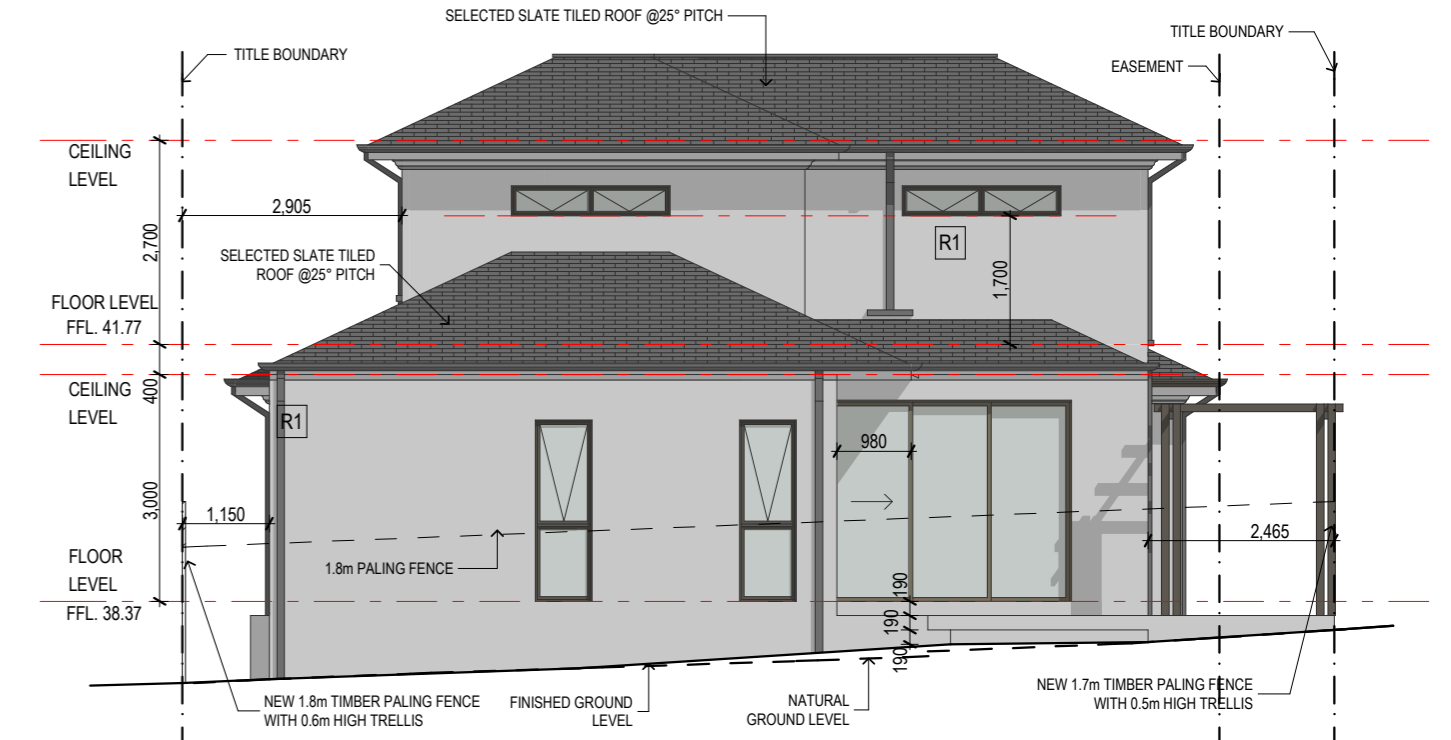 SELECTED SLATE TILED ROOF @25° PITCH
TITLE BOUNDARY
TITLE BOUNDARY
EASEMENT
CEILING
LEVEL
2,905
2,700
SELECTED SLATE TILED
ROOF @25° PITCH
R1
1,700
FLOOR LEVEL
FFL. 41.77
CEILING
LEVEL
400
R1
980
3,000
1,150
2,465
1.8m PALING FENCE
FLOOR
LEVEL
FFL. 38.37
190
190
190
NEW 1.8m TIMBER PALING FENCE
WITH 0.6m HIGH TRELLIS
FINISHED GROUND
LEVEL
NATURAL
GROUND LEVEL
NEW 1.7m TIMBER PALING FENCE
WITH 0.5m HIGH TRELLIS